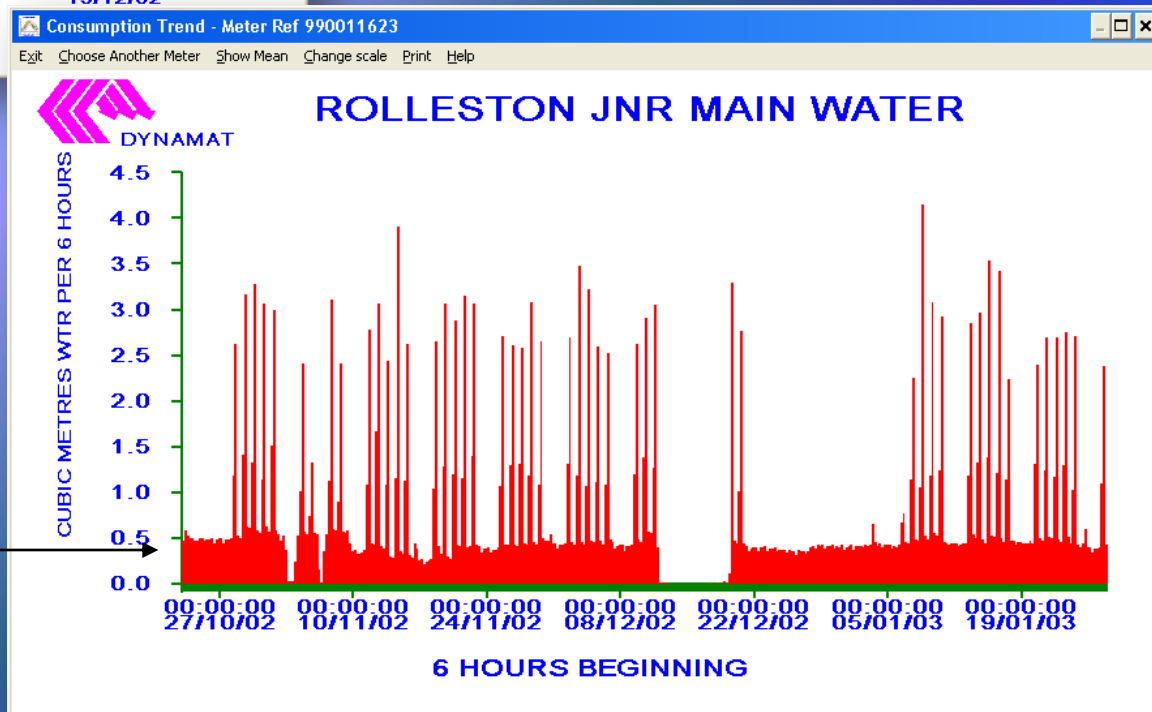 19/12/02
Consumption Trend - Meter Ref 990011623
Exit Choose Another Meter Show Mean Change scale Print Help
DYNAMAT
ROLLESTON JNR MAIN WATER
CUBIC METRES WTR PER 6 HOURS
4.5
4.0
3.5
3.0
2.5
2.0
1.5
1.0
0.5
0.0
00:00:00 00:00:00 00:00:00 00:00:00 00:00:00 00:00:00 00:00:00
27/10/02 10/11/02 24/11/02 08/12/02 22/12/02 05/01/03 19/01/03
6 HOURS BEGINNING